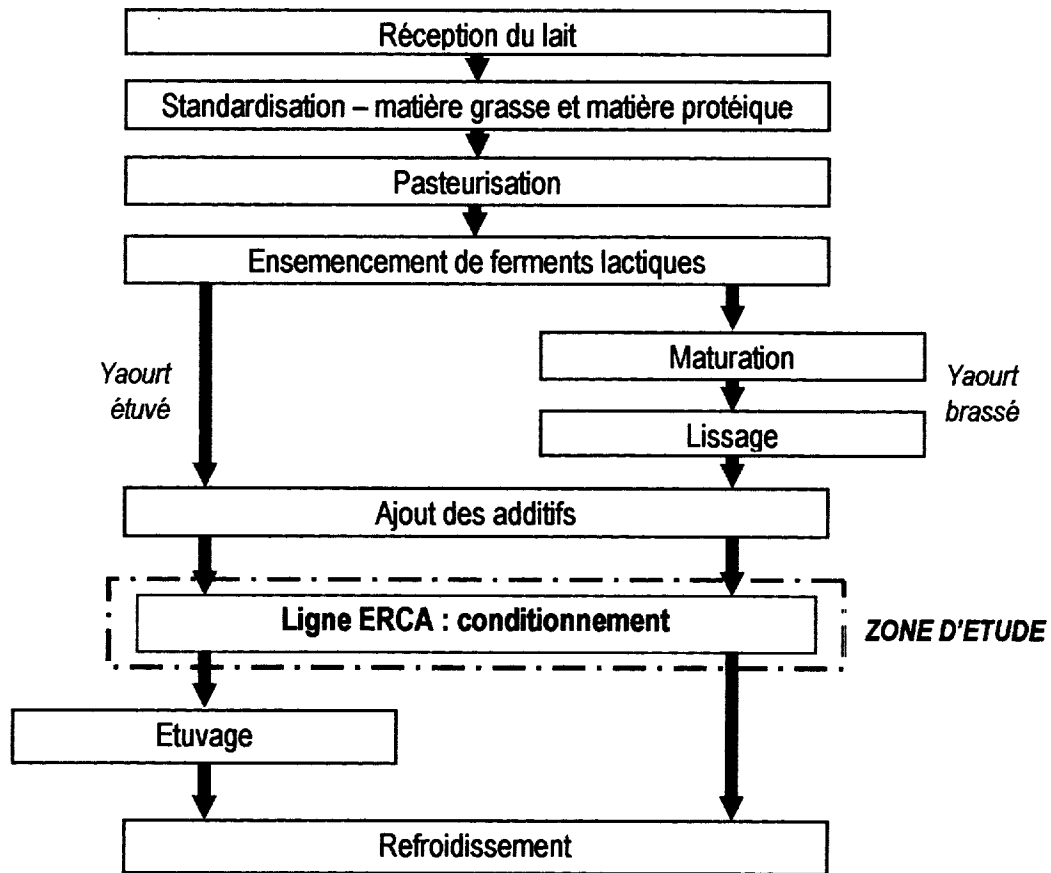 Réception du lait
Standardisation – matière grasse et matière protéique
Pasteurisation
Ensemencement de ferments lactiques
Yaourt
étuvé
Maturation
Lissage
Yaourt
brassé
Ajout des additifs
Ligne ERCA : conditionnement
ZONE D'ETUDE
Etuvage
Refroidissement